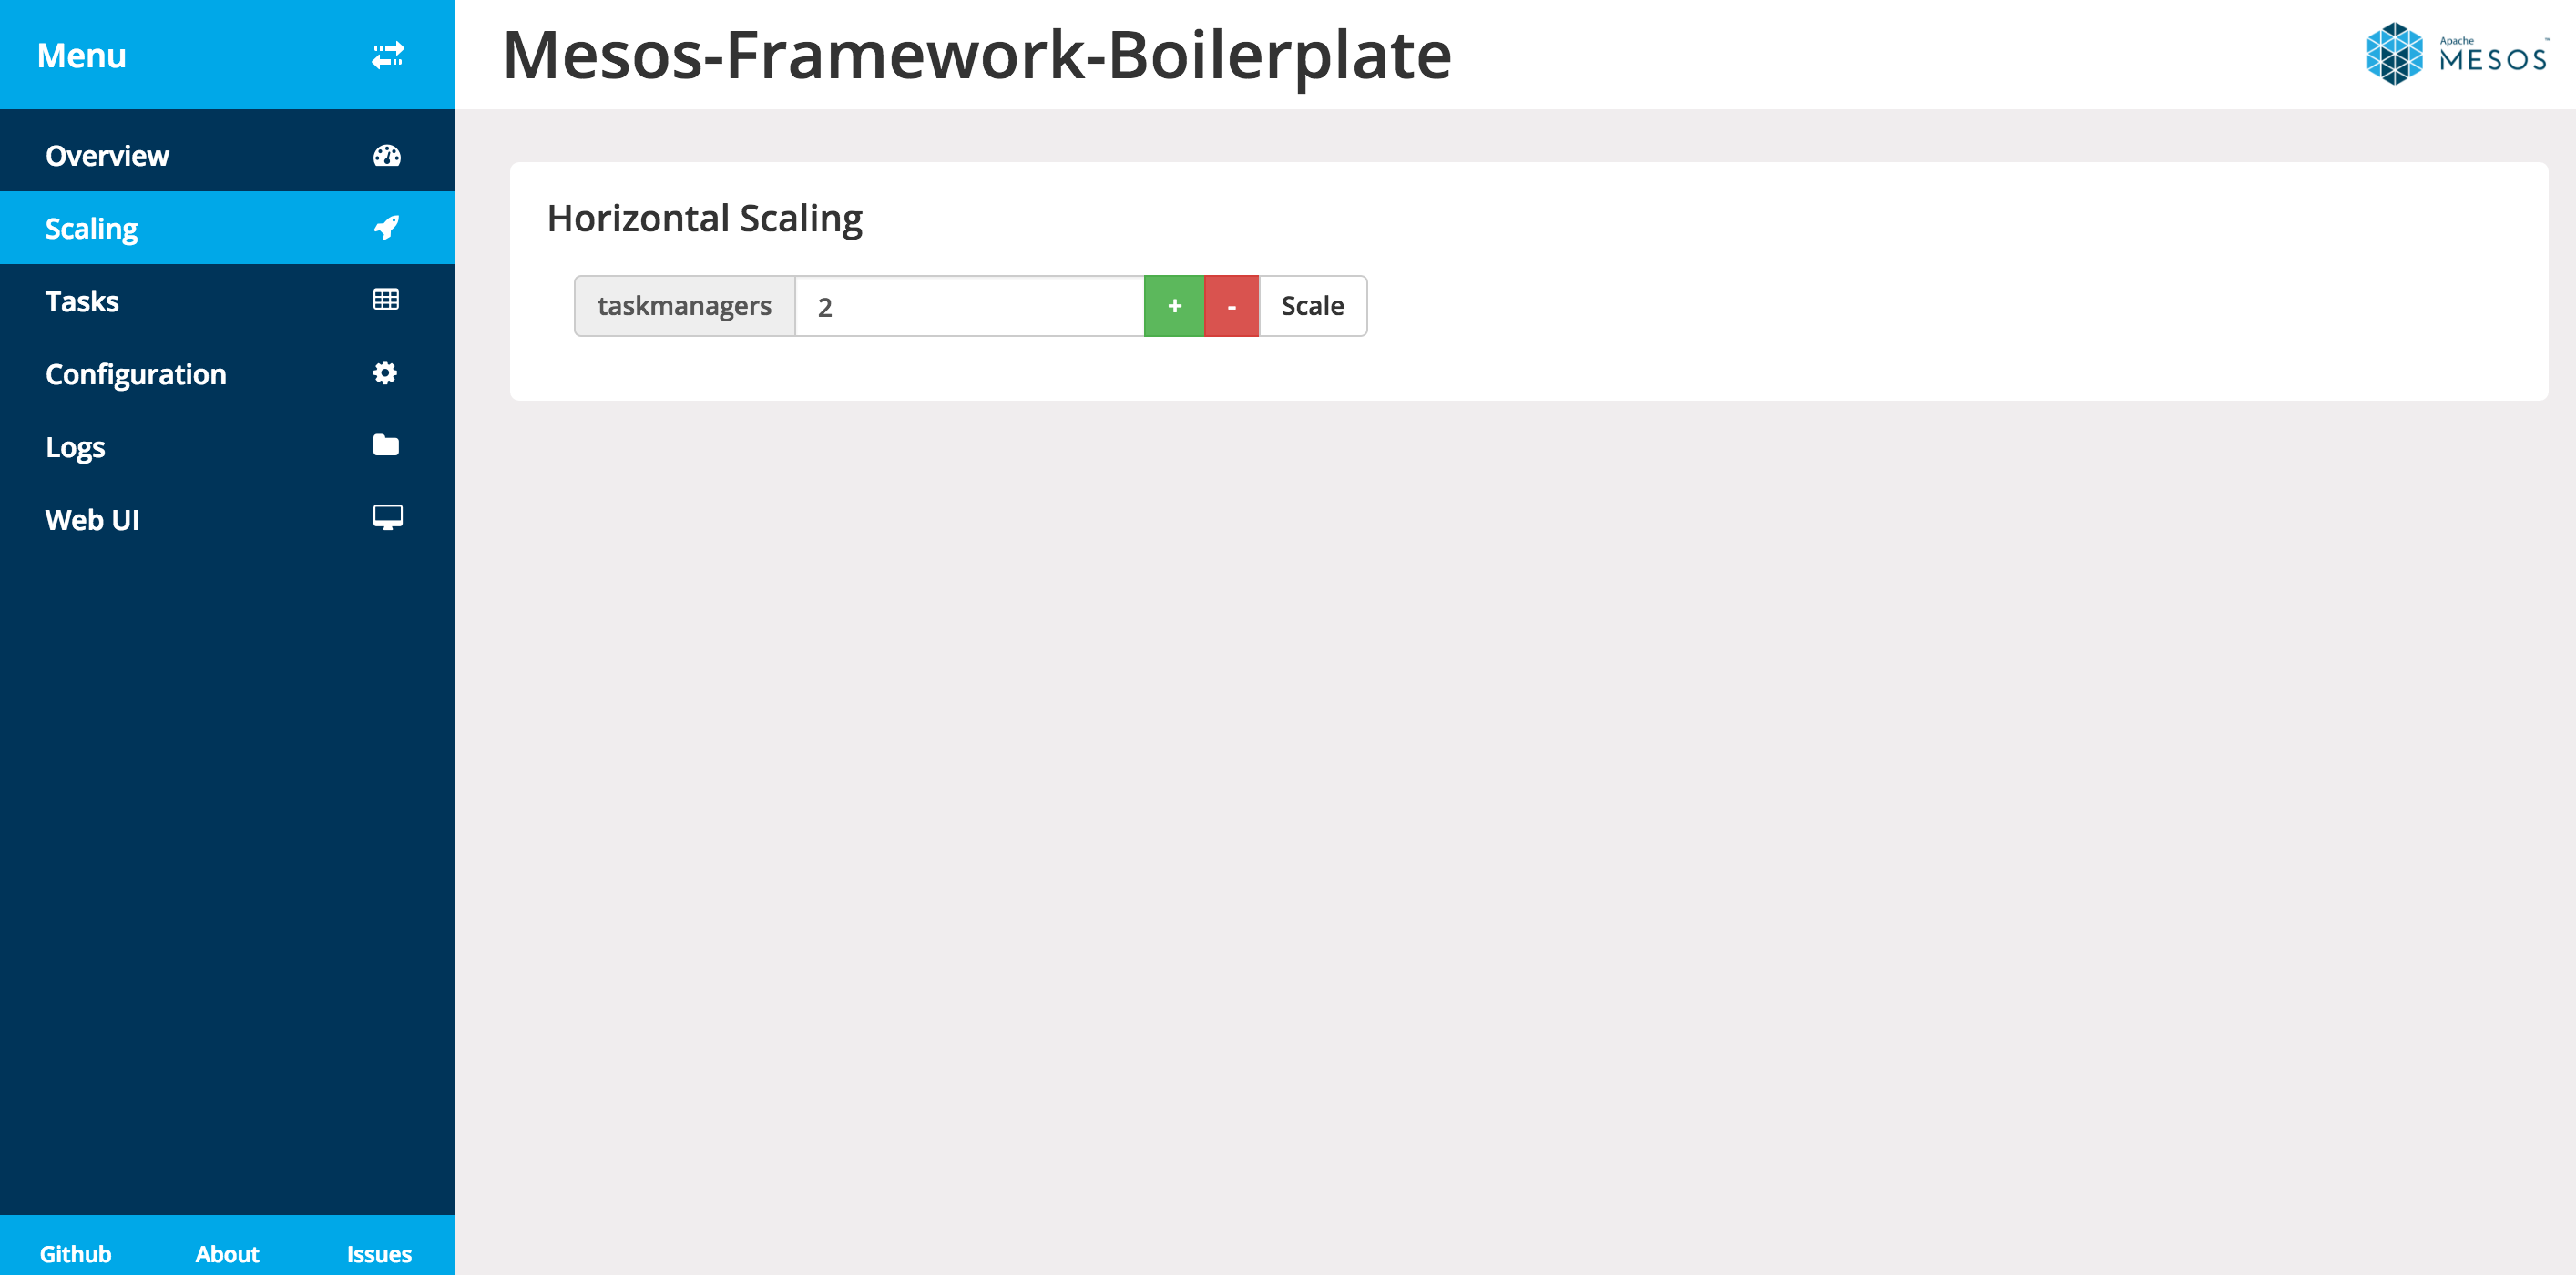 Menu
Mesos-Framework-Boilerplate
Apache
MESOS™
Overview
Scaling
Tasks
Configuration
Logs
Web UI
Horizontal Scaling
taskmanagers 2 + - Scale
Github About Issues